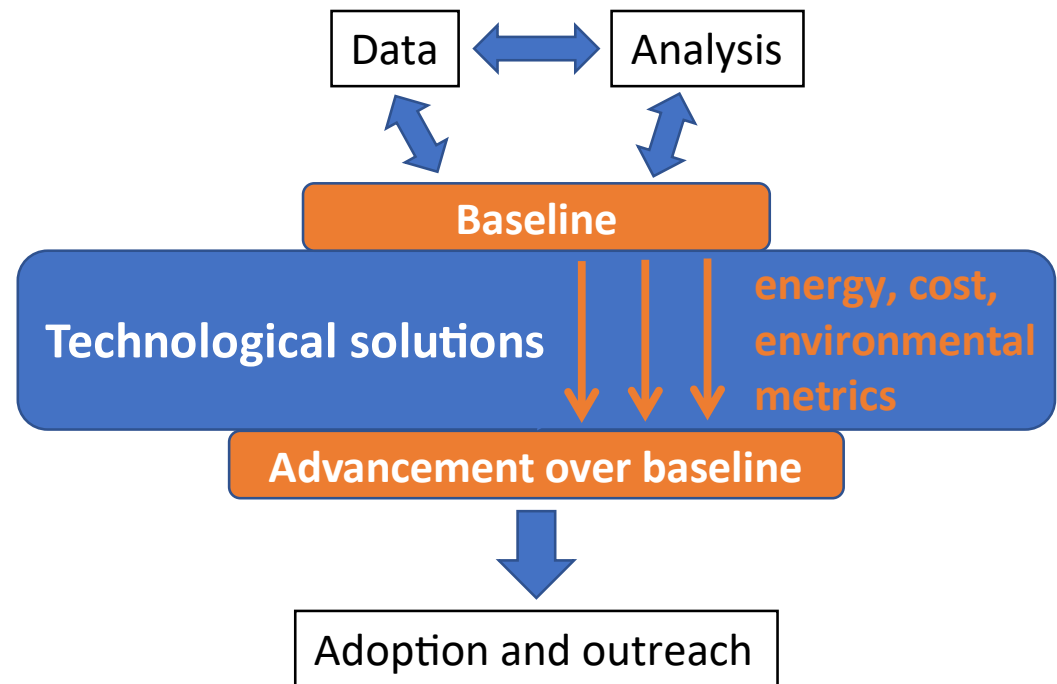 Data
Analysis
Baseline
Technological solutions
energy, cost,
environmental
metrics
Advancement over baseline
Adoption and outreach